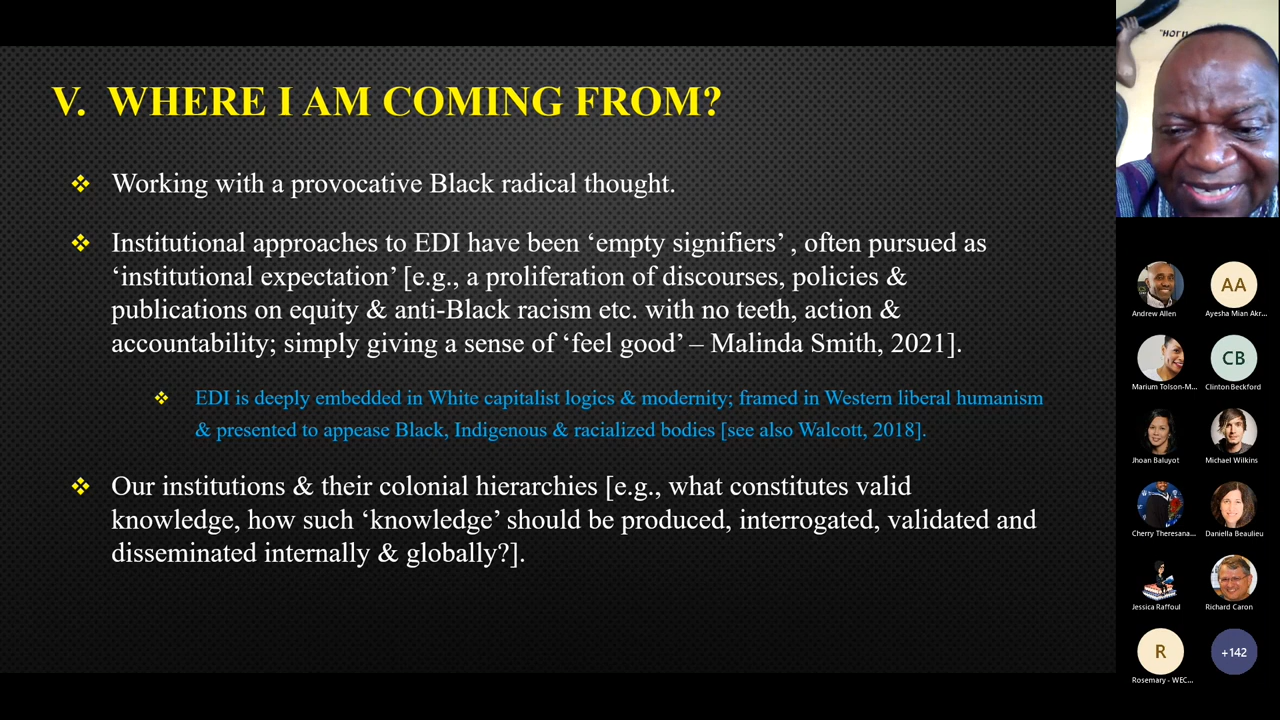 V. WHERE I AM COMING FROM?
❖ Working with a provocative Black radical thought.
❖ Institutional approaches to EDI have been ‘empty signifiers’ , often pursued as
‘institutional expectation’ [e.g., a proliferation of discourses, policies &
publications on equity & anti-Black racism etc. with no teeth, action &
accountability; simply giving a sense of ‘feel good’ – Malinda Smith, 2021].
❖ EDI is deeply embedded in White capitalist logics & modernity; framed in Western liberal humanism
& presented to appease Black, Indigenous & racialized bodies [see also Walcott, 2018].
❖ Our institutions & their colonial hierarchies [e.g., what constitutes valid
knowledge, how such ‘knowledge’ should be produced, interrogated, validated and
disseminated internally & globally?].
Andrew Allen
AA
Ayesha Mian Akr...
Marium Tolson-M...
CB
Clinton Beckford
Jhoan Baluyot
Michael Wilkins
Cherry Theresana...
Daniella Beaulieu
Jessica Raffoul
Richard Caron
R
Rosemary - WEC...
+142